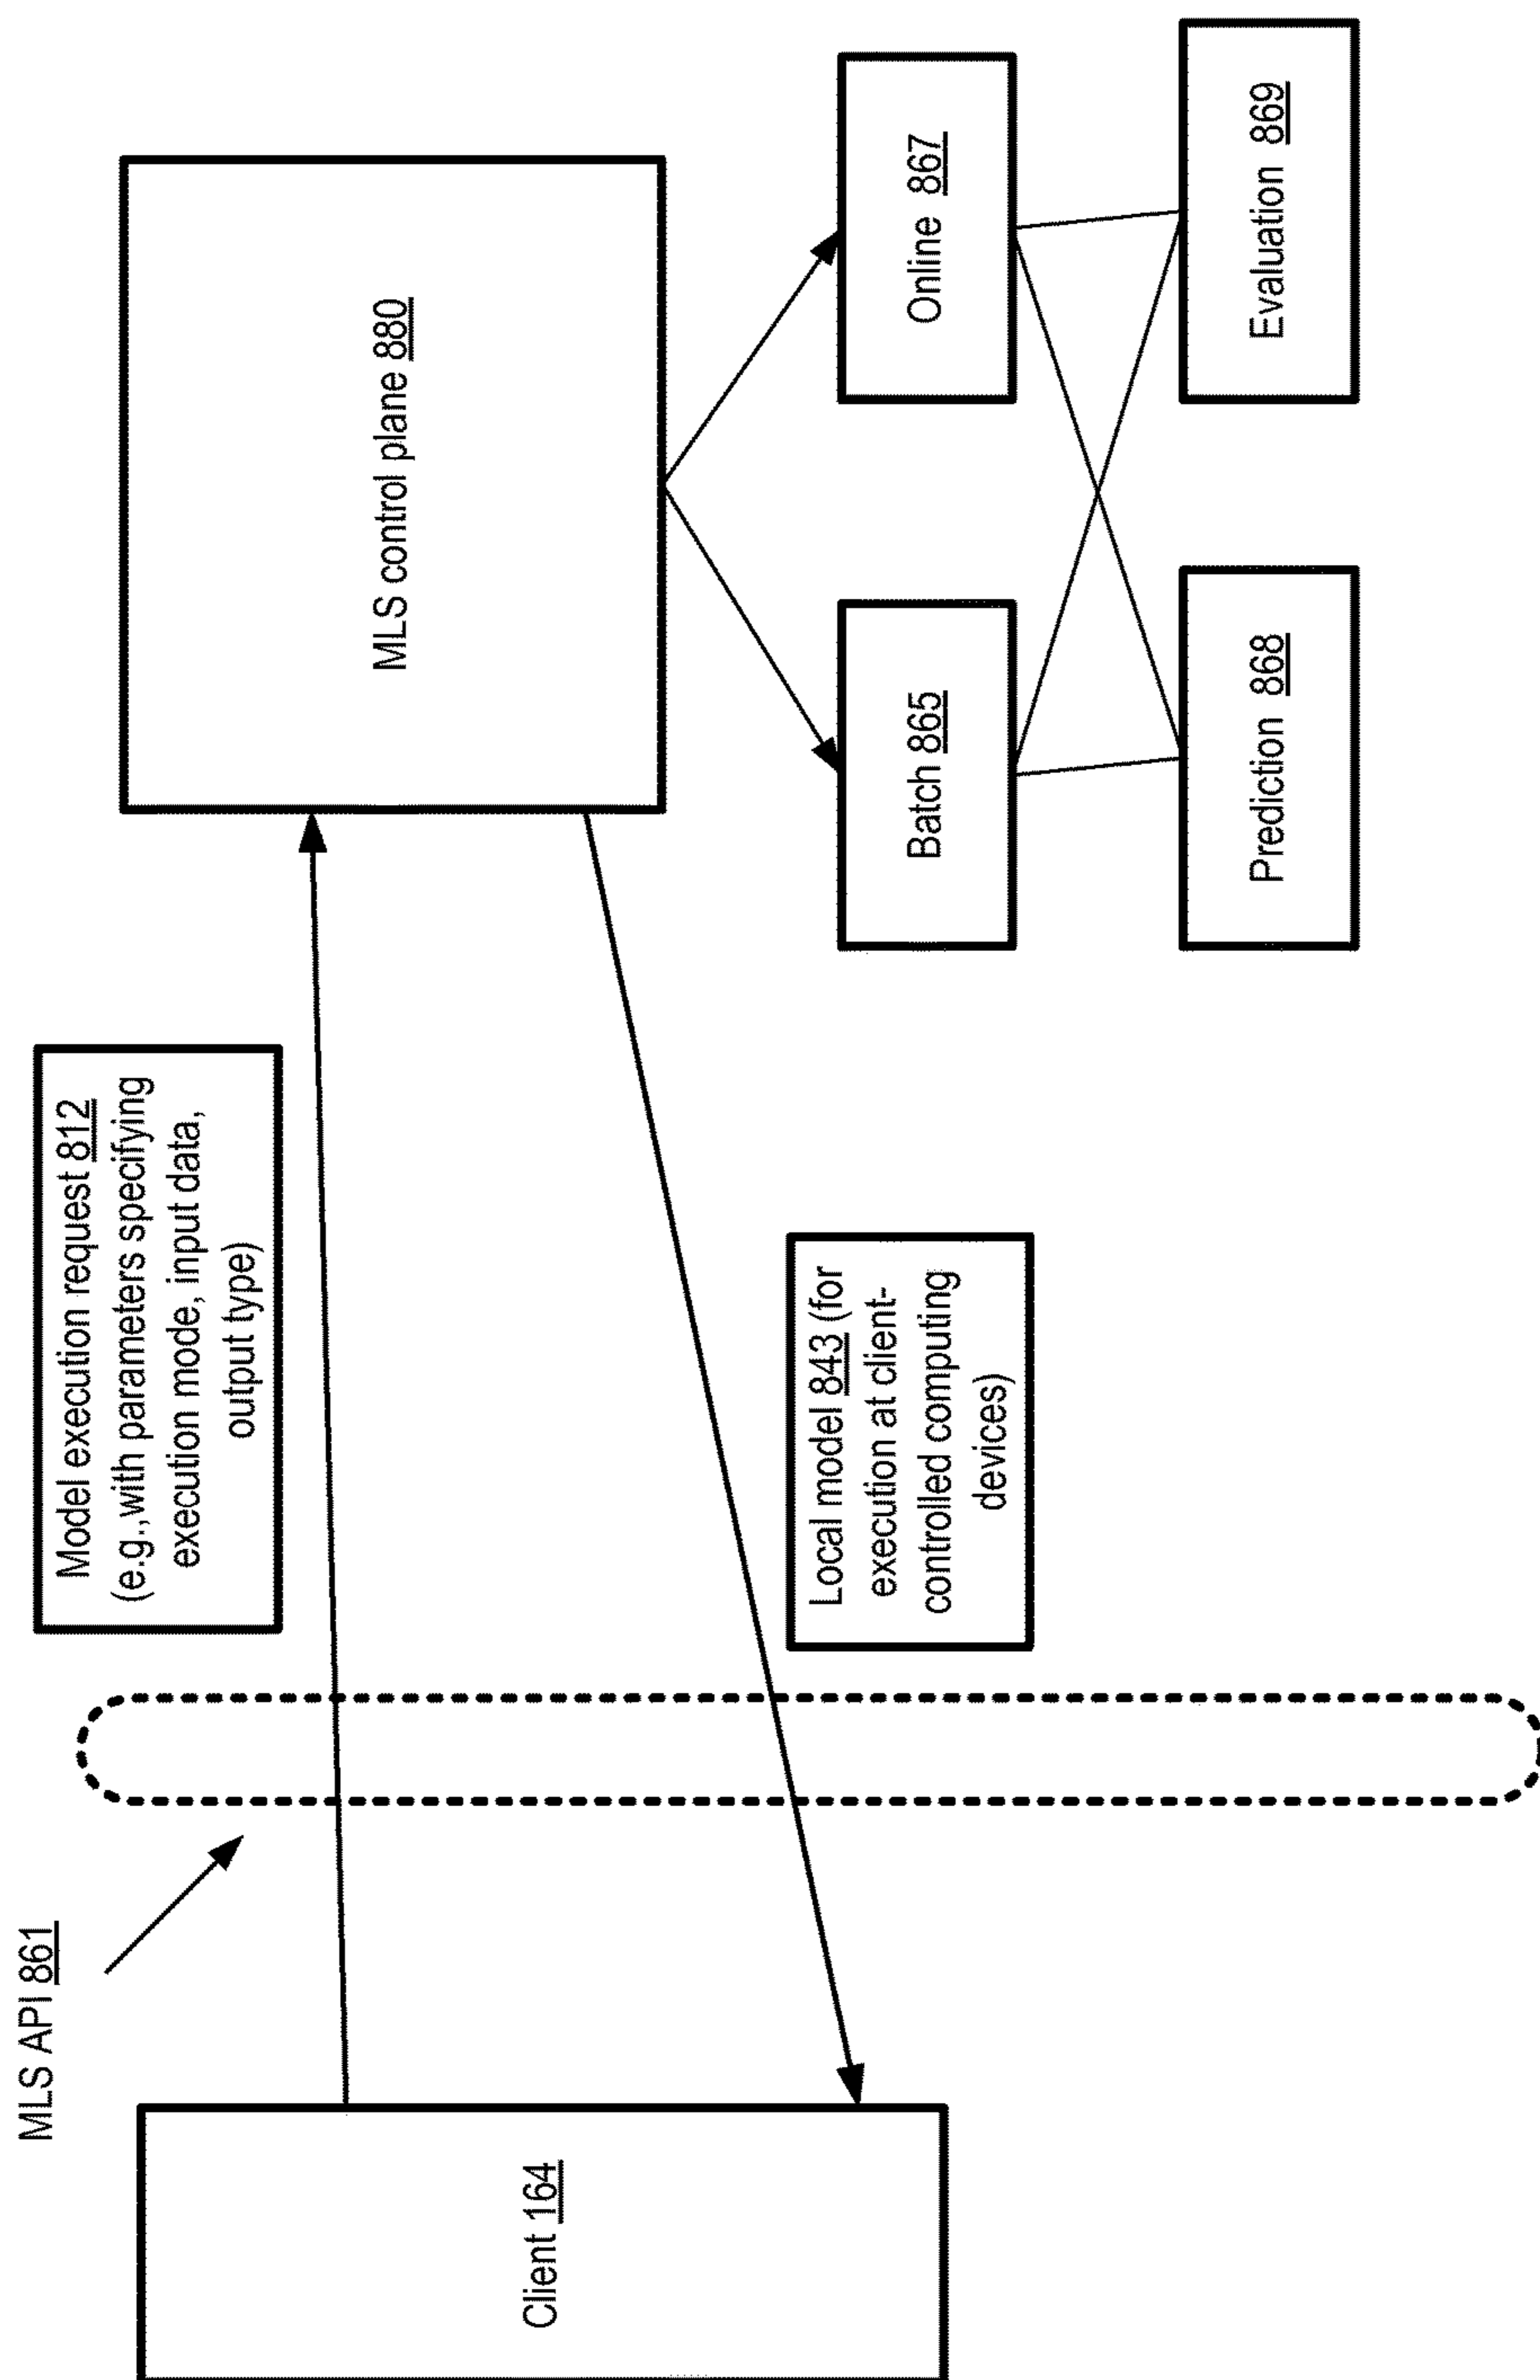 MLS API 861
Client 164
Model execution request 812
(e.g.,with parameters specifying
execution mode, input data,
output type)
MLS control plane 880
Local model 843 (for
execution at client-
controlled computing
devices)
Batch 865
Online 867
Prediction 868
Evaluation 869